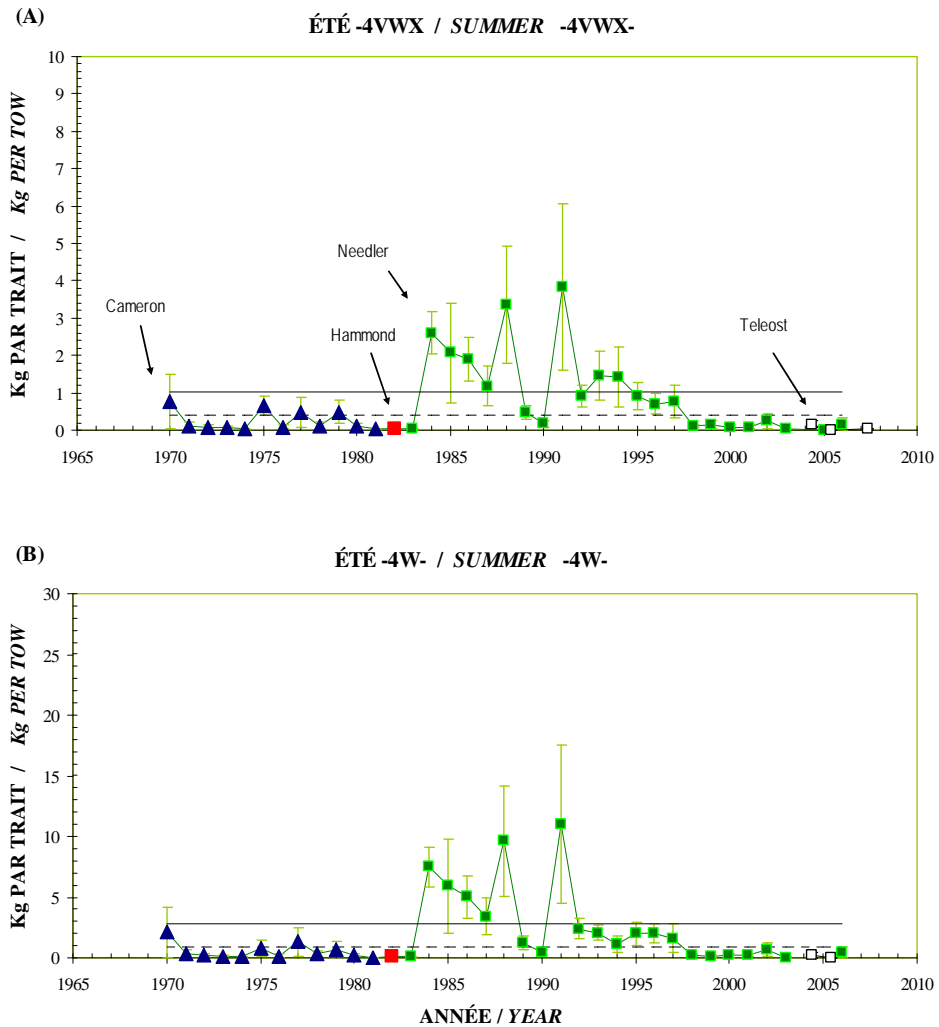 (A)
ÉTÉ -4VWX / SUMMER -4VWX-
Kg PAR TRAIT / Kg PER TOW
10
9
8
7
6
5
4
3
2
1
0
Cameron
Needler
Hammond
Teleost
1965 1970 1975 1980 1985 1990 1995 2000 2005 2010
(B)
ÉTÉ -4W- / SUMMER -4W-
Kg PAR TRAIT / Kg PER TOW
30
25
20
15
10
5
0
1965 1970 1975 1980 1985 1990 1995 2000 2005 2010
ANNÉE / YEAR